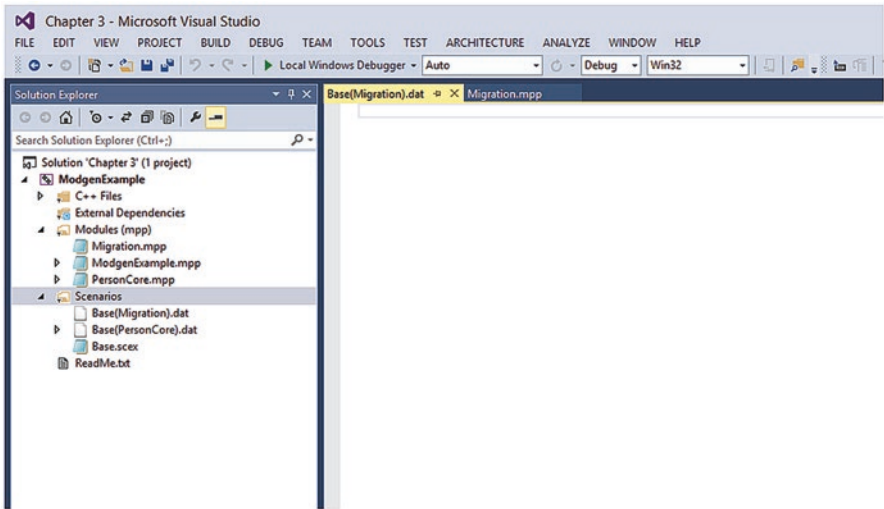 Chapter 3 - Microsoft Visual Studio
FILE EDIT VIEW PROJECT BUILD DEBUG TEAM TOOLS TEST ARCHITECTURE ANALYZE WINDOW HELP
Local Windows Debugger Auto Debug Win32
Solution Explorer
Base(Migration).dat Migration.mpp
Search Solution Explorer (Ctrl+;)
Solution 'Chapter 3' (1 project)
ModgenExample
C++ Files
External Dependencies
Modules (mpp)
Migration.mpp
ModgenExample.mpp
PersonCore.mpp
Scenarios
Base(Migration).dat
Base(PersonCore).dat
Base.scex
ReadMe.txt